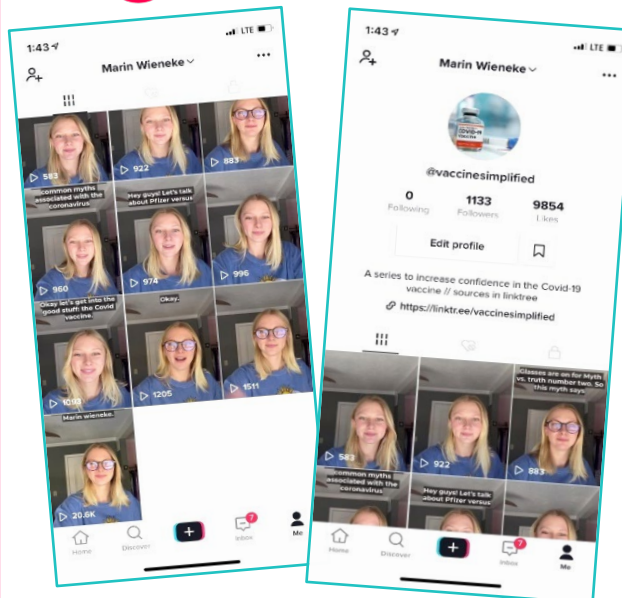 1:43
LTE
Marin Wieneke
583
922
883
common myths
associated with the
coronavirus
Hey guys! Let's talk
about Pfizer versus
960
974
996
Okay let's get into the
good stuff: the Covid
vaccine.
Okay.
1093
1205
1511
Marin wieneke.
20.6K
Home
Discover
Inbox
7
Me
1:43
LTE
Marin Wieneke
COVID-19
Vaccine
@vaccinesimplified
0
1133
9854
Following
Followers
Likes
Edit profile
A series to increase confidence in the Covid-19
vaccine // sources in linktree
https://linktr.ee/vaccinesimplified
Glasses are on for Myth
vs. truth number two. So
this myth says
583
922
883
common myths
associated with the
coronavirus
Hey guys! Let's talk
about Pfizer versus
Home
Discover
Inbox
7
Me